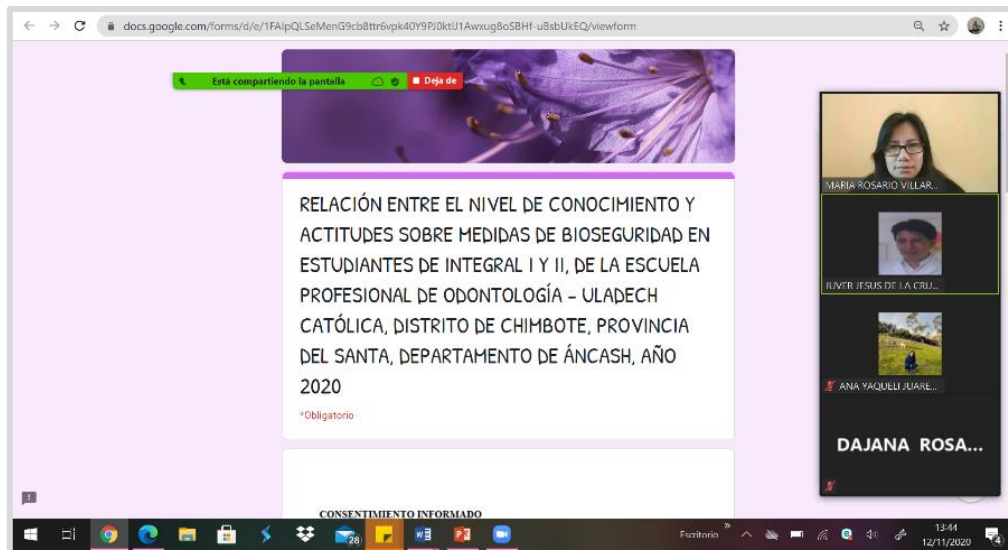 docs.google.com/forms/d/e/1FAIpQLSeMenG9cb8ttr6vpk40Y9PJ0ktU1Awxug8oSBHf-uBsbUkEQ/viewform
Está compartiendo la pantalla
Deja de
RELACIÓN ENTRE EL NIVEL DE CONOCIMIENTO Y
ACTITUDES SOBRE MEDIDAS DE BIOSEGURIDAD EN
ESTUDIANTES DE INTEGRAL I Y II, DE LA ESCUELA
PROFESIONAL DE ODONTOLOGÍA – ULADECH
CATÓLICA, DISTRITO DE CHIMBOTE, PROVINCIA
DEL SANTA, DEPARTAMENTO DE ÁNCASH, AÑO
2020
*Obligatorio
CONSENTIMIENTO INFORMADO
MARIA ROSARIO VILLAR...
JUVER JESUS DE LA CRU...
ANA YAQUELI JUARE...
DAJANA ROSA...
28
Escritorio
13:44
12/11/2020
4